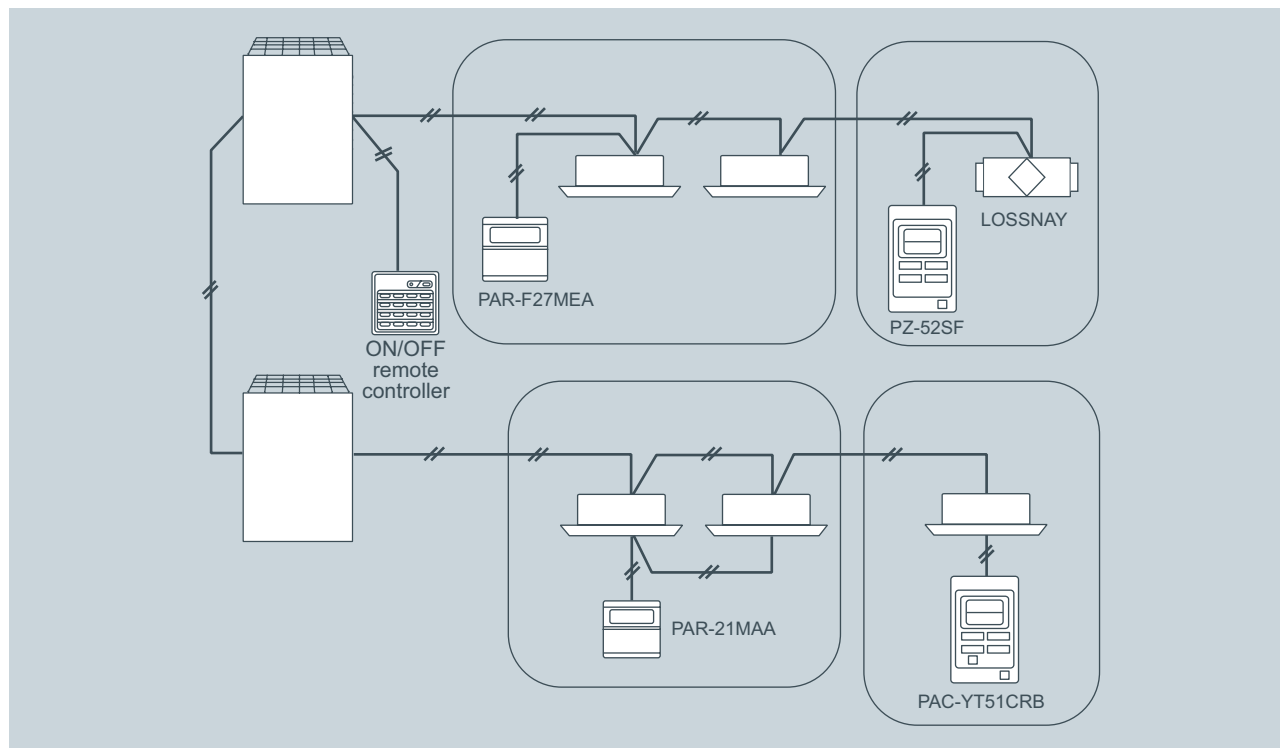 LOSSNAY
PAR-F27MEA
PZ-52SF
ON/OFF
remote
controller
PAR-21MAA
PAC-YT51CRB